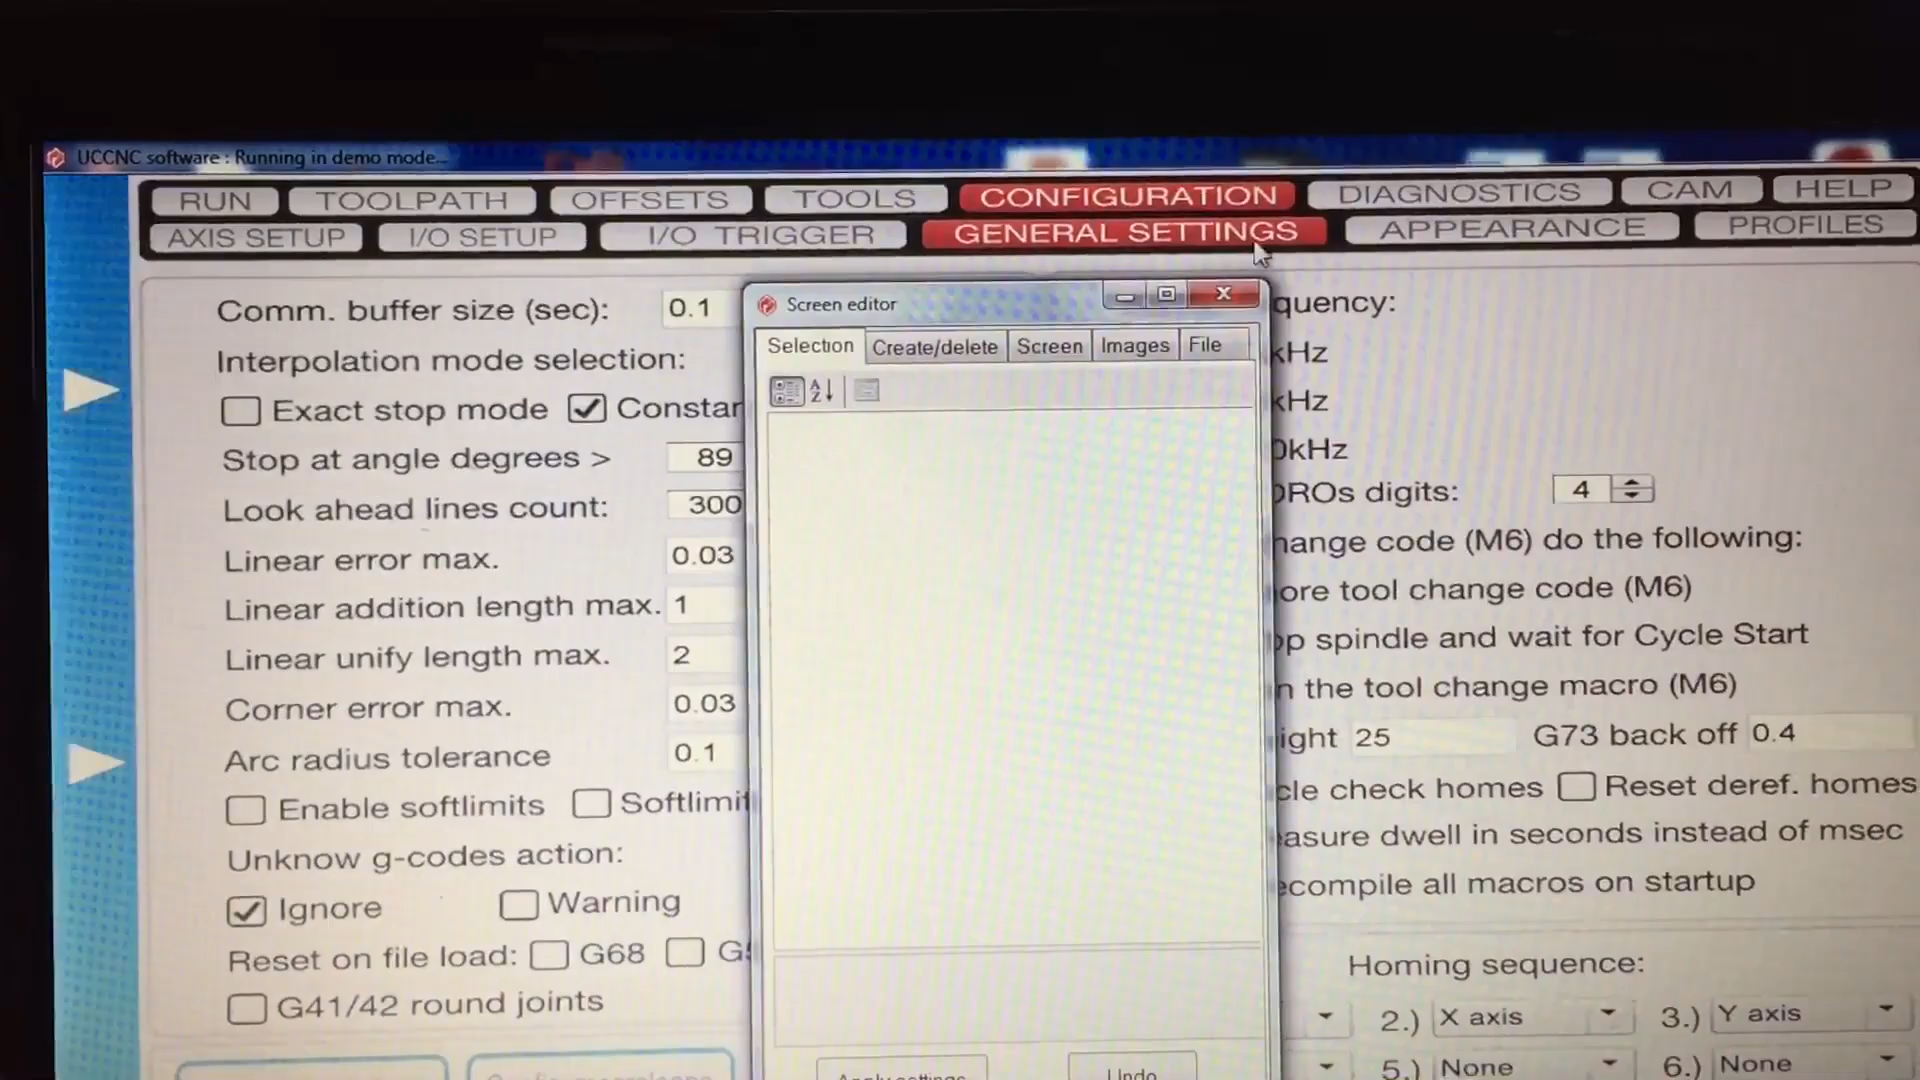 UCCNC software : Running in demo mode...
RUN TOOLPATH OFFSETS TOOLS CONFIGURATION DIAGNOSTICS CAM HELP
AXIS SETUP I/O SETUP I/O TRIGGER GENERAL SETTINGS APPEARANCE PROFILES
Comm. buffer size (sec): 0.1
Interpolation mode selection:
Exact stop mode Constan
Stop at angle degrees > 89
Look ahead lines count: 300
Linear error max. 0.03
Linear addition length max. 1
Linear unify length max. 2
Corner error max. 0.03
Arc radius tolerance 0.1
Enable softlimits Softlimit
Unknow g-codes action:
Ignore Warning
Reset on file load: G68
G41/42 round joints
Screen editor
Selection Create/delete Screen Images File
Undo
quency:
kHz
kHz
0kHz
DROs digits: 4
hange code (M6) do the following:
ore tool change code (M6)
op spindle and wait for Cycle Start
n the tool change macro (M6)
ight 25 G73 back off 0.4
cle check homes Reset deref. homes
easure dwell in seconds instead of msec
ecompile all macros on startup
Homing sequence:
2.) X axis 3.) Y axis
5.) None 6.) None